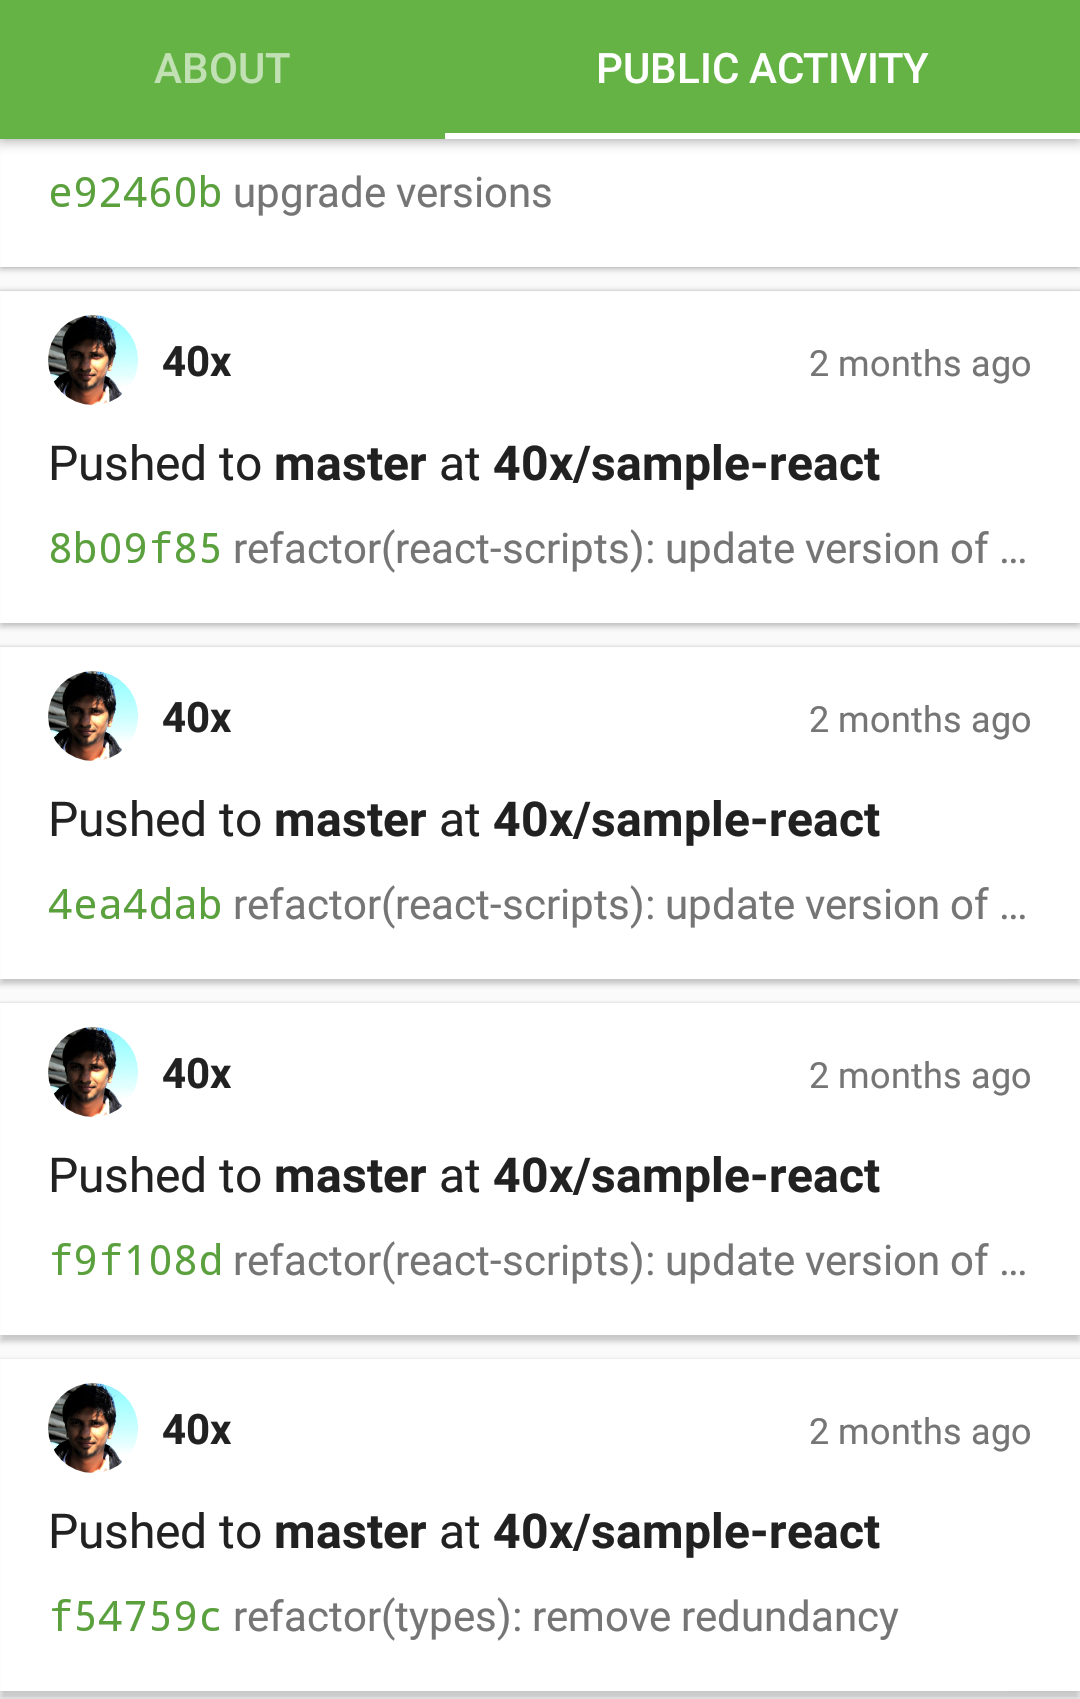 ABOUT PUBLIC ACTIVITY
e92460b upgrade versions
40x 2 months ago
Pushed to master at 40x/sample-react
8b09f85 refactor(react-scripts): update version of ...
40x 2 months ago
Pushed to master at 40x/sample-react
4ea4dab refactor(react-scripts): update version of ...
40x 2 months ago
Pushed to master at 40x/sample-react
f9f108d refactor(react-scripts): update version of ...
40x 2 months ago
Pushed to master at 40x/sample-react
f54759c refactor(types): remove redundancy